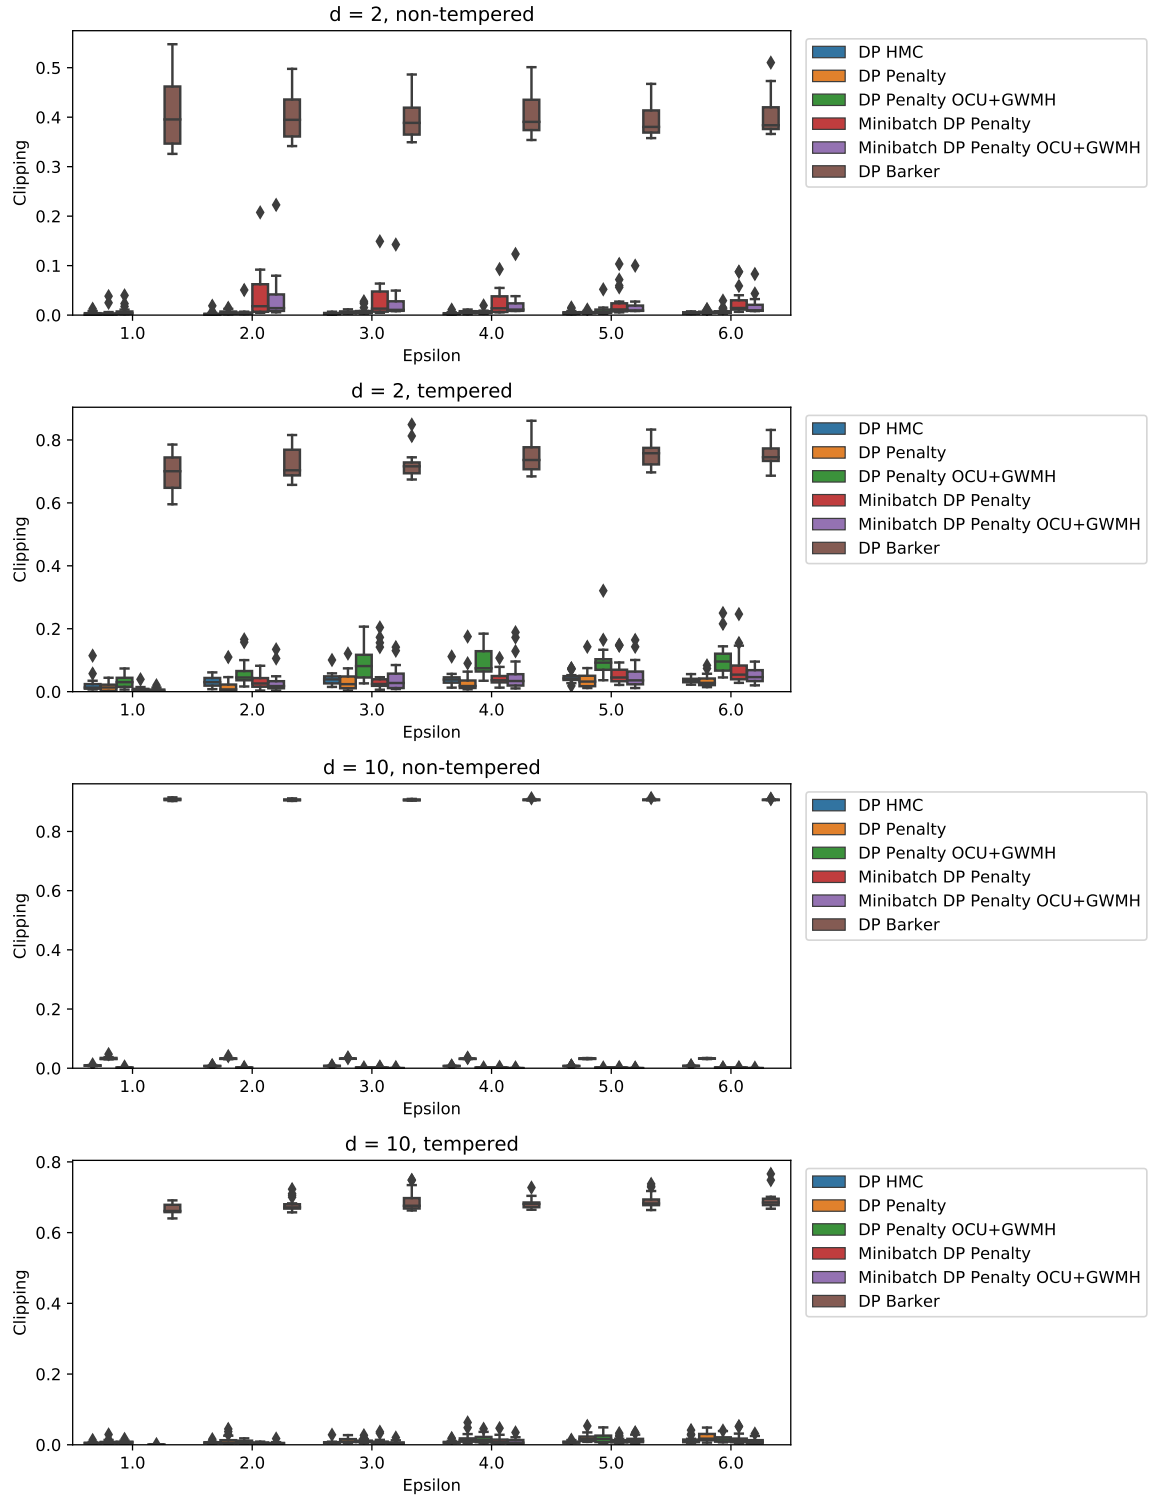 d = 2, non-tempered
Clipping
0.5
0.4
0.3
0.2
0.1
0.0
1.0 2.0 3.0 4.0 5.0 6.0
Epsilon
DP HMC
DP Penalty
DP Penalty OCU+GWMH
Minibatch DP Penalty
Minibatch DP Penalty OCU+GWMH
DP Barker
d = 2, tempered
Clipping
0.8
0.6
0.4
0.2
0.0
1.0 2.0 3.0 4.0 5.0 6.0
Epsilon
DP HMC
DP Penalty
DP Penalty OCU+GWMH
Minibatch DP Penalty
Minibatch DP Penalty OCU+GWMH
DP Barker
d = 10, non-tempered
Clipping
0.8
0.6
0.4
0.2
0.0
1.0 2.0 3.0 4.0 5.0 6.0
Epsilon
DP HMC
DP Penalty
DP Penalty OCU+GWMH
Minibatch DP Penalty
Minibatch DP Penalty OCU+GWMH
DP Barker
d = 10, tempered
Clipping
0.8
0.6
0.4
0.2
0.0
1.0 2.0 3.0 4.0 5.0 6.0
Epsilon
DP HMC
DP Penalty
DP Penalty OCU+GWMH
Minibatch DP Penalty
Minibatch DP Penalty OCU+GWMH
DP Barker